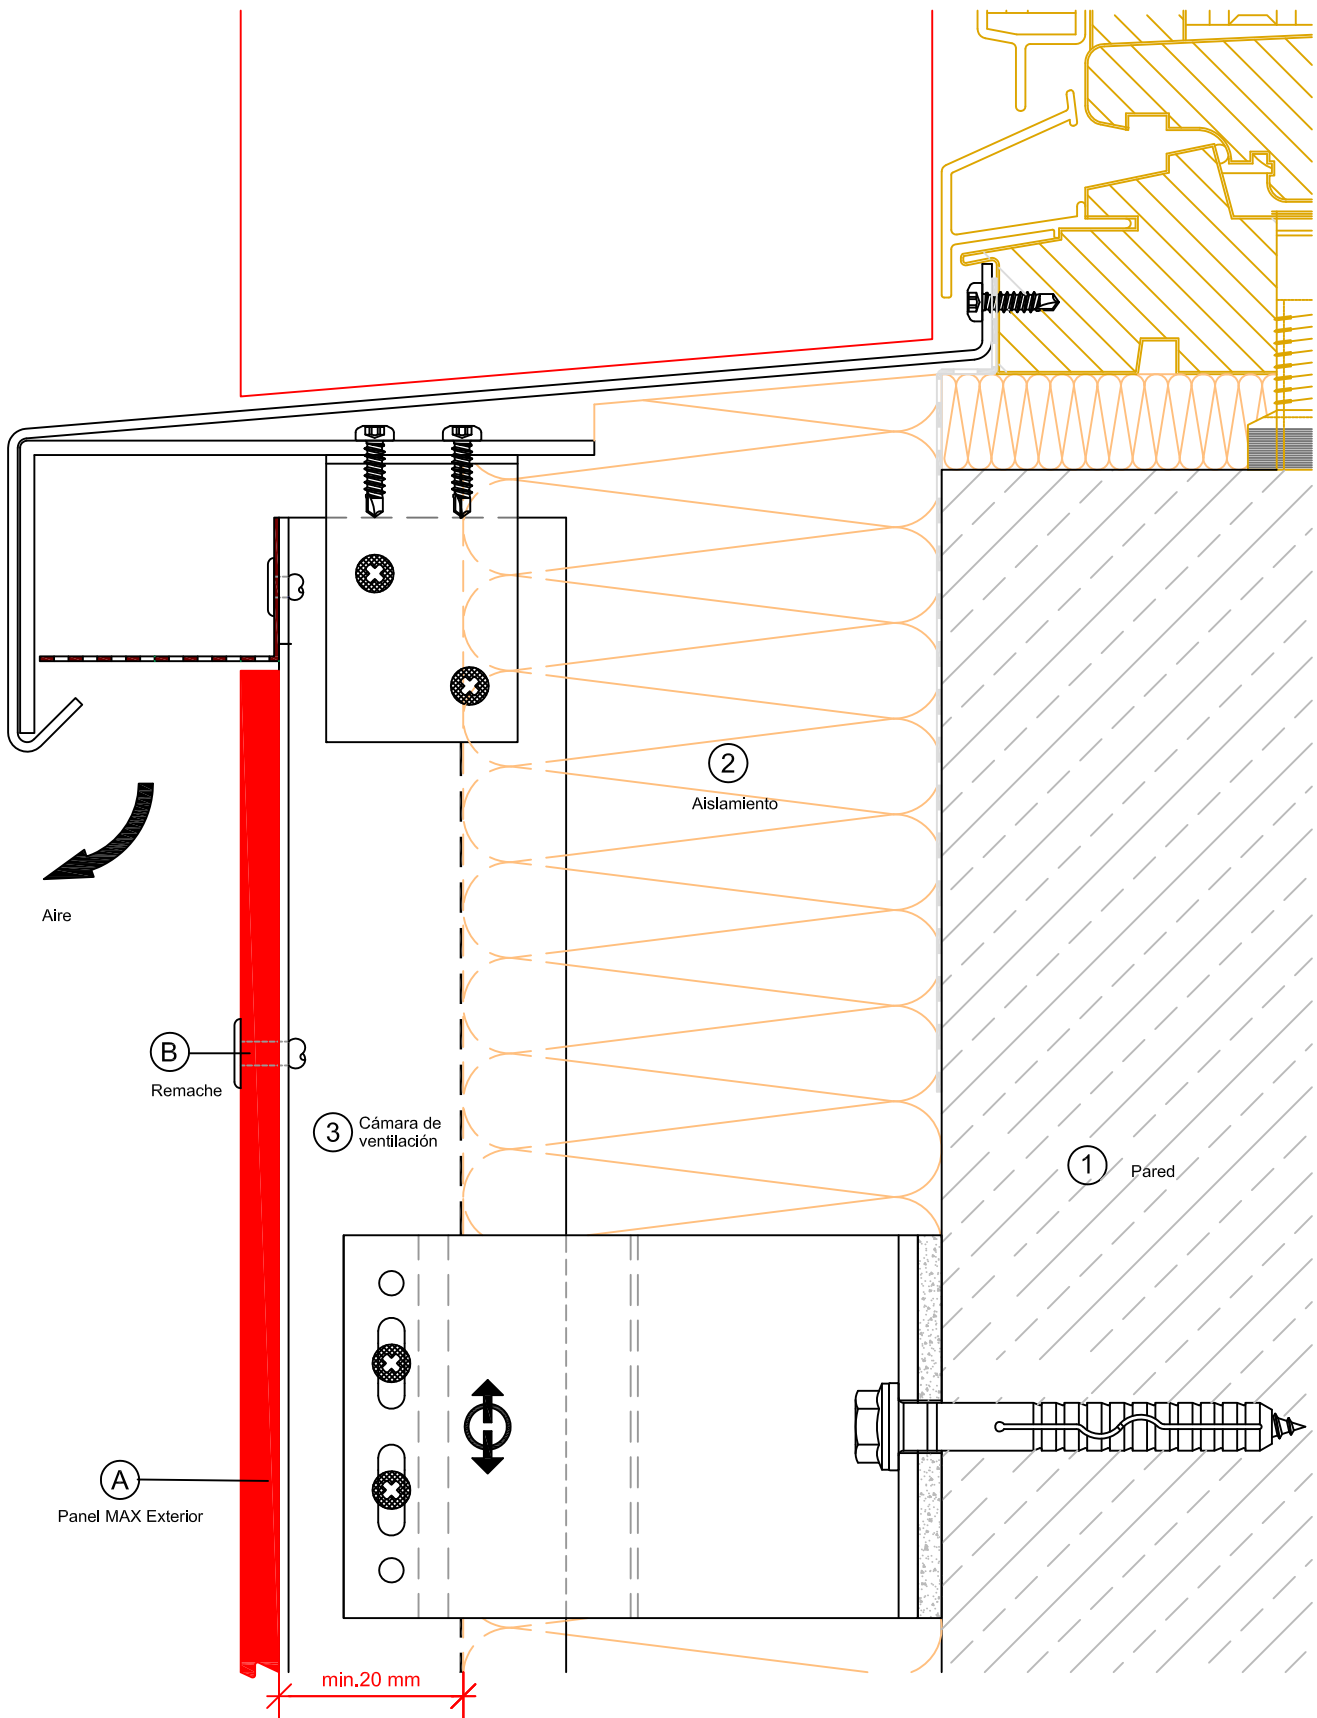 2
Aislamiento
Aire
B
Remache
3
Cámara de
ventilación
1
Pared
A
Panel MAX Exterior
min.20 mm